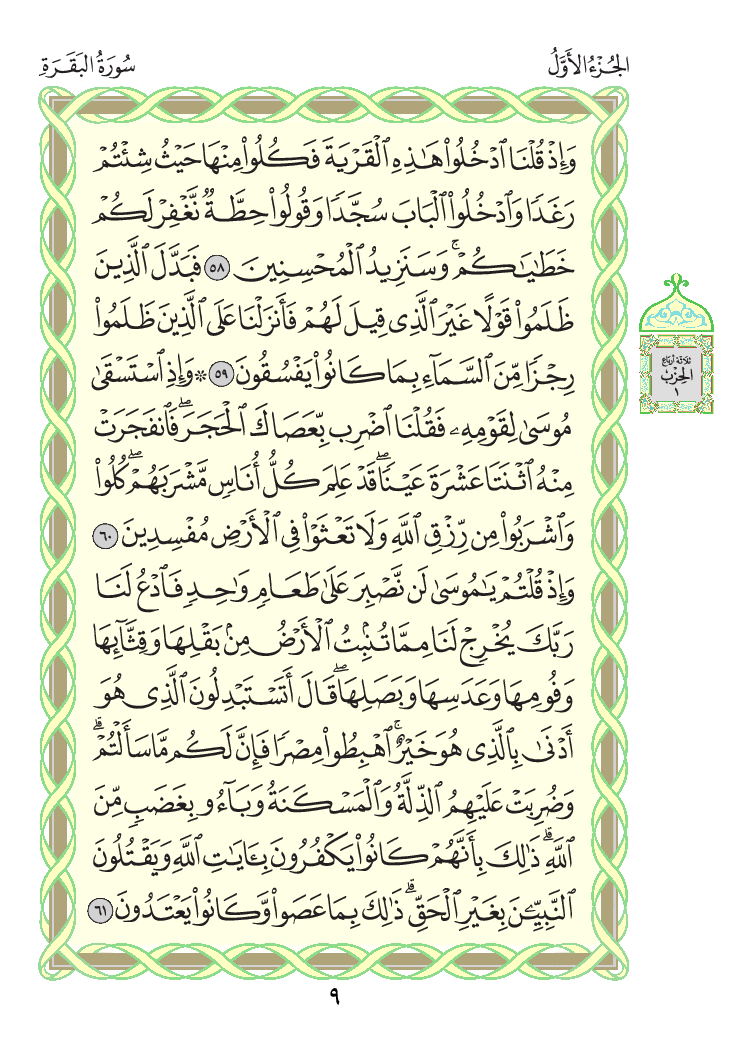 الجُزْءُ الأَوَّلُ
سُورَةُ البَقَرَةِ
وَإِذْ قُلْنَا ٱدْخُلُوا۟ هَٰذِهِ ٱلْقَرْيَةَ فَكُلُوا۟ مِنْهَا حَيْثُ شِئْتُمْ
رَغَدًا وَٱدْخُلُوا۟ ٱلْبَابَ سُجَّدًا وَقُولُوا۟ حِطَّةٌ نَّغْفِرْ لَكُمْ
خَطَٰيَٰكُمْ ۚ وَسَنَزِيدُ ٱلْمُحْسِنِينَ ٥٨ فَبَدَّلَ ٱلَّذِينَ
ظَلَمُوا۟ قَوْلًا غَيْرَ ٱلَّذِى قِيلَ لَهُمْ فَأَنزَلْنَا عَلَى ٱلَّذِينَ ظَلَمُوا۟
رِجْزًا مِّنَ ٱلسَّمَآءِ بِمَا كَانُوا۟ يَفْسُقُونَ ٥٩ * وَإِذِ ٱسْتَسْقَىٰ
مُوسَىٰ لِقَوْمِهِۦ فَقُلْنَا ٱضْرِب بِّعَصَاكَ ٱلْحَجَرَ ۖ فَٱنفَجَرَتْ
مِنْهُ ٱثْنَتَا عَشْرَةَ عَيْنًا ۖ قَدْ عَلِمَ كُلُّ أُنَاسٍ مَّشْرَبَهُمْ ۖ كُلُوا۟
وَٱشْرَبُوا۟ مِن رِّزْقِ ٱللَّهِ وَلَا تَعْثَوْا۟ فِى ٱلْأَرْضِ مُفْسِدِينَ ٦٠
وَإِذْ قُلْتُمْ يَٰمُوسَىٰ لَن نَّصْبِرَ عَلَىٰ طَعَامٍ وَٰحِدٍ فَٱدْعُ لَنَا
رَبَّكَ يُخْرِجْ لَنَا مِمَّا تُنۢبِتُ ٱلْأَرْضُ مِنۢ بَقْلِهَا وَقِثَّآئِهَا
وَفُومِهَا وَعَدَسِهَا وَبَصَلِهَا ۖ قَالَ أَتَسْتَبْدِلُونَ ٱلَّذِى هُوَ
أَدْنَىٰ بِٱلَّذِى هُوَ خَيْرٌ ۚ ٱهْبِطُوا۟ مِصْرًا فَإِنَّ لَكُم مَّا سَأَلْتُمْ ۗ
وَضُرِبَتْ عَلَيْهِمُ ٱلذِّلَّةُ وَٱلْمَسْكَنَةُ وَبَآءُو بِغَضَبٍ مِّنَ
ٱللَّهِ ۗ ذَٰلِكَ بِأَنَّهُمْ كَانُوا۟ يَكْفُرُونَ بِـَٔايَٰتِ ٱللَّهِ وَيَقْتُلُونَ
ٱلنَّبِيِّـۧنَ بِغَيْرِ ٱلْحَقِّ ۗ ذَٰلِكَ بِمَا عَصَوا۟ وَّكَانُوا۟ يَعْتَدُونَ ٦١
ثلاثة أرباع
الحِزْب
١
٩